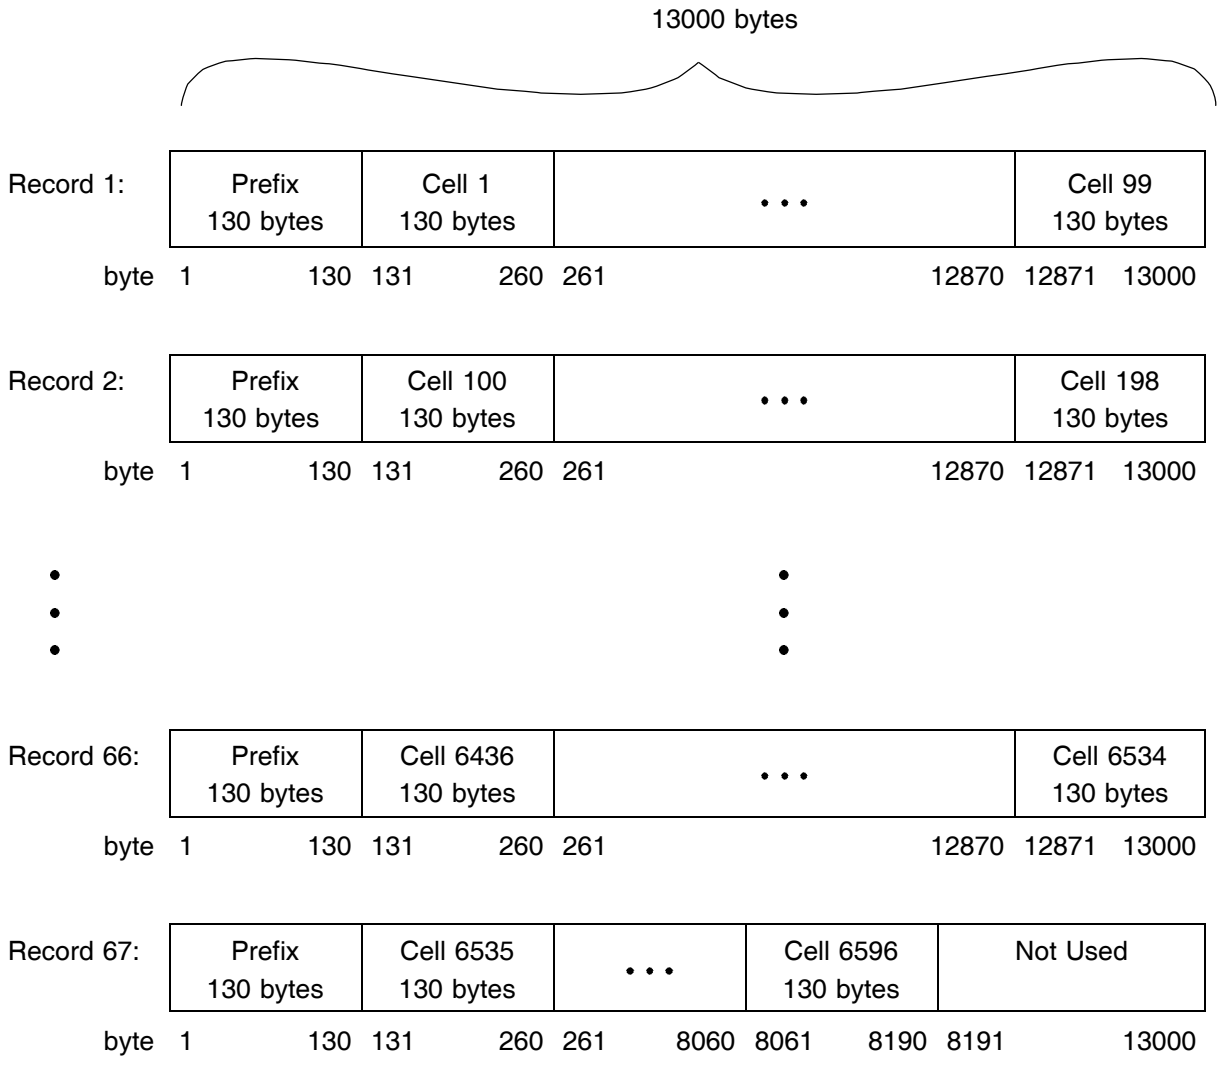 13000 bytes
Record 1: Prefix Cell 1 Cell 99
130 bytes 130 bytes • • • 130 bytes
byte 1 130 131 260 261 12870 12871 13000
Record 2: Prefix Cell 100 Cell 198
130 bytes 130 bytes • • • 130 bytes
byte 1 130 131 260 261 12870 12871 13000
Record 66: Prefix Cell 6436 Cell 6534
130 bytes 130 bytes • • • 130 bytes
byte 1 130 131 260 261 12870 12871 13000
Record 67: Prefix Cell 6535 Cell 6596 Not Used
130 bytes 130 bytes • • • 130 bytes
byte 1 130 131 260 261 8060 8061 8190 8191 13000